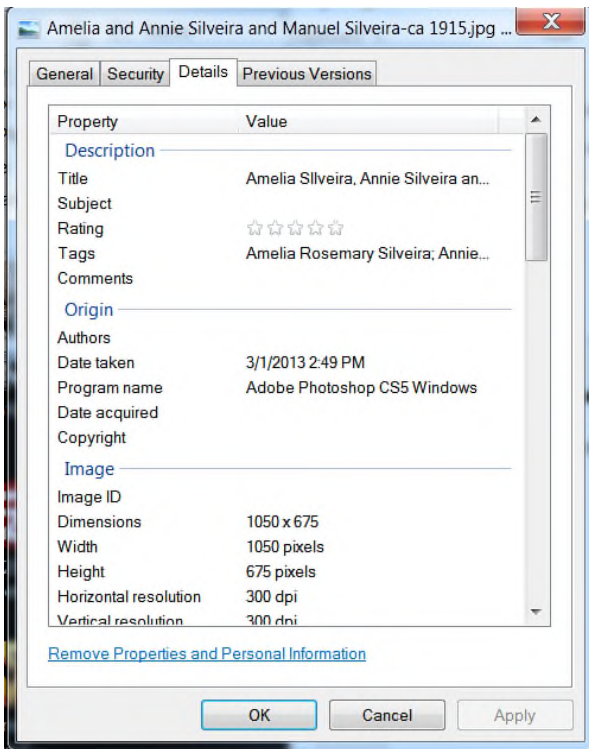 Amelia and Annie Silveira and Manuel Silveira-ca 1915.jpg ...
General Security Details Previous Versions
Property Value
Description
Title Amelia SIlveira, Annie Silveira an...
Subject
Rating
Tags Amelia Rosemary Silveira; Annie...
Comments
Origin
Authors
Date taken 3/1/2013 2:49 PM
Program name Adobe Photoshop CS5 Windows
Date acquired
Copyright
Image
Image ID
Dimensions 1050 x 675
Width 1050 pixels
Height 675 pixels
Horizontal resolution 300 dpi
Vertical resolution 300 dpi
Remove Properties and Personal Information
OK Cancel Apply